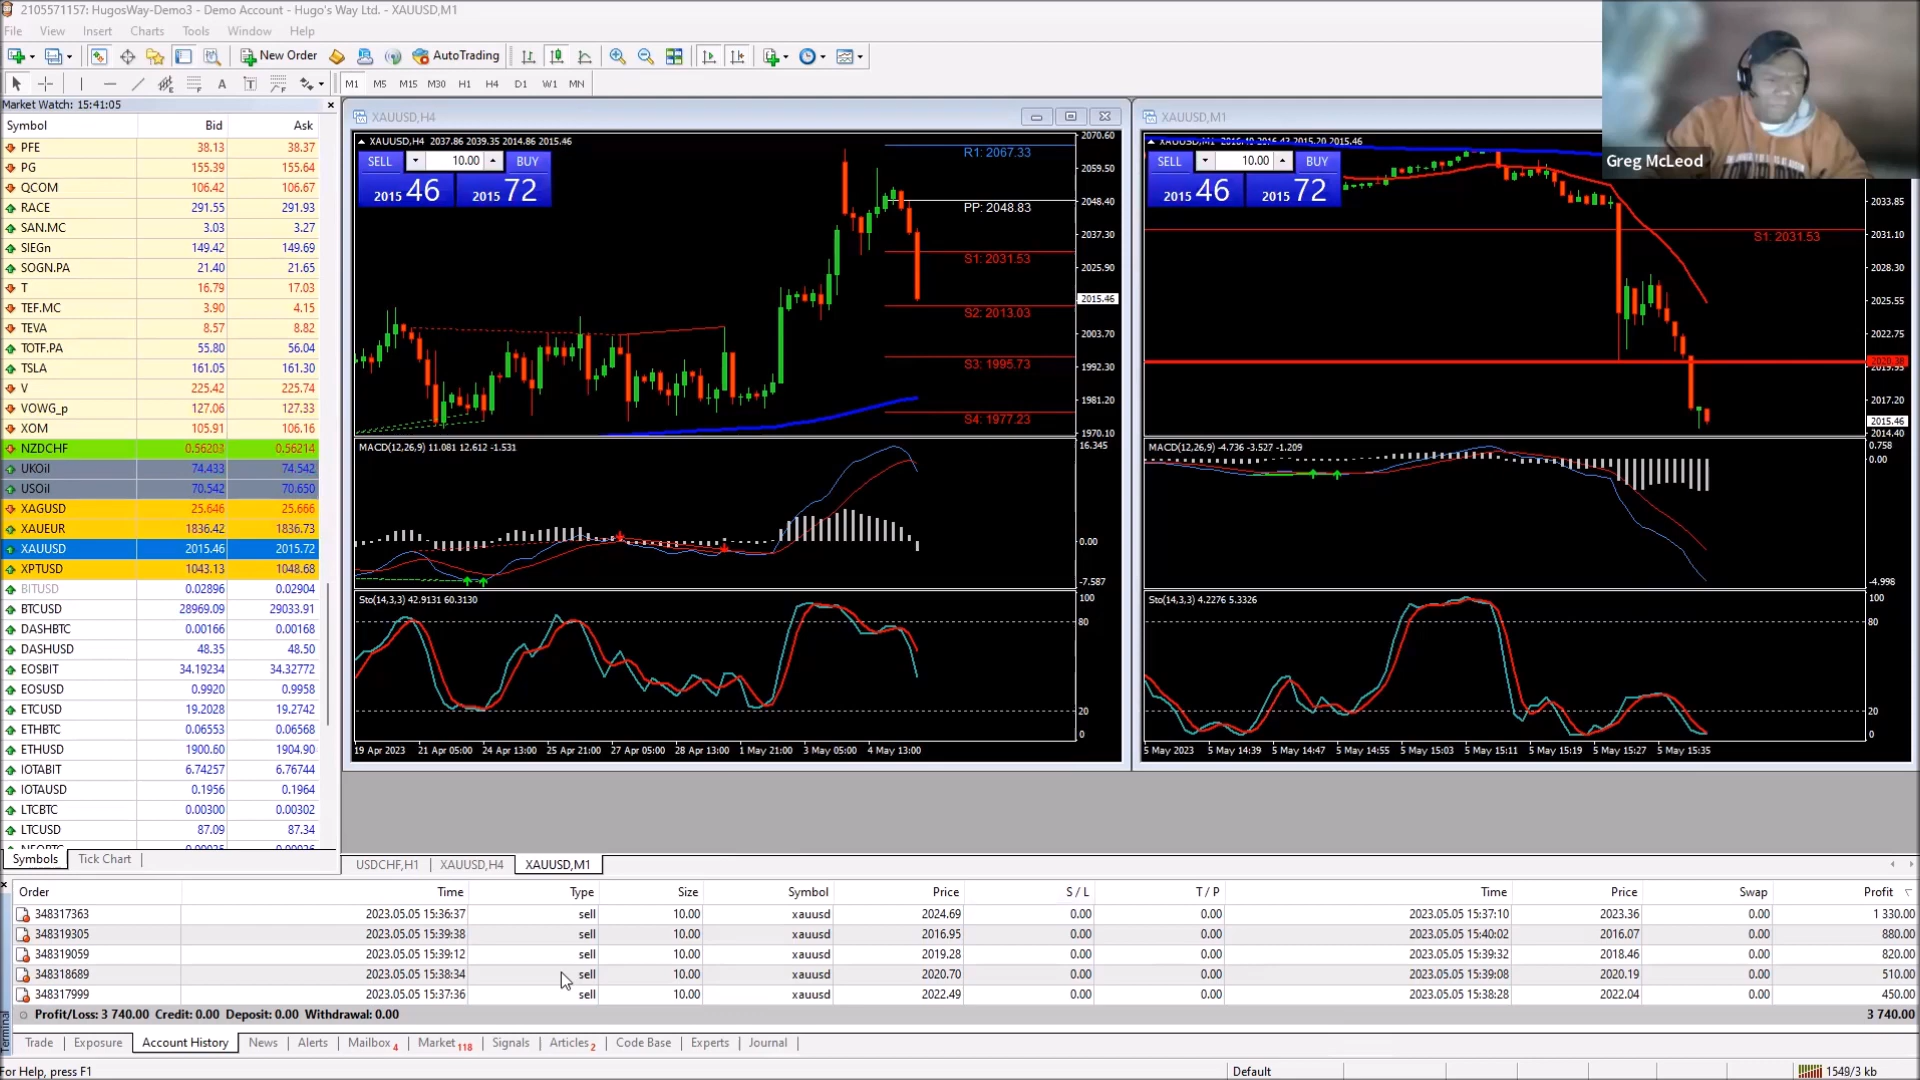 2105571157: HugosWay-Demo3 - Demo Account - Hugo's Way Ltd. - XAUUSD,M1
File View Insert Charts Tools Window Help
New Order AutoTrading
A T M1 M5 M15 M30 H1 H4 D1 W1 MN
Market Watch: 15:41:05
Symbol Bid Ask
PFE 38.13 38.37
PG 155.39 155.64
QCOM 106.42 106.67
RACE 291.55 291.93
SAN.MC 3.03 3.27
SIEGn 149.42 149.69
SOGN.PA 21.40 21.65
T 16.79 17.03
TEF.MC 3.90 4.15
TEVA 8.57 8.82
TOTF.PA 55.80 56.04
TSLA 161.05 161.30
V 225.42 225.74
VOWG_p 127.06 127.33
XOM 105.91 106.16
NZDCHF 0.56203 0.56214
UKOil 74.433 74.542
USOil 70.542 70.650
XAGUSD 25.646 25.666
XAUEUR 1836.42 1836.73
XAUUSD 2015.46 2015.72
XPTUSD 1043.13 1048.68
BITUSD 0.02896 0.02904
BTCUSD 28969.09 29033.91
DASHBTC 0.00166 0.00168
DASHUSD 48.35 48.50
EOSBIT 34.19234 34.32772
EOSUSD 0.9920 0.9958
ETCUSD 19.2028 19.2742
ETHBTC 0.06553 0.06568
ETHUSD 1900.60 1904.90
IOTABIT 6.74257 6.76744
IOTAUSD 0.1956 0.1964
LTCBTC 0.00300 0.00302
LTCUSD 87.09 87.34
Symbols Tick Chart
XAUUSD,H4
XAUUSD,H4 2037.86 2039.35 2014.86 2015.46
SELL 10.00 BUY
2015 46 2015 72
R1: 2067.33
PP: 2048.83
S1: 2031.53
S2: 2013.03
S3: 1995.73
S4: 1977.23
2070.60
2059.50
2048.40
2037.30
2025.90
2015.46
2003.70
1992.30
1981.20
1970.10
MACD(12,26,9) 11.081 12.612 -1.531
16.345
0.00
-7.587
Sto(14,3,3) 42.9131 60.3130
100
80
20
0
19 Apr 2023 21 Apr 05:00 24 Apr 13:00 25 Apr 21:00 27 Apr 05:00 28 Apr 13:00 1 May 21:00 3 May 05:00 4 May 13:00
XAUUSD,M1
SELL 10.00 BUY
2015 46 2015 72
S1: 2031.53
2033.85
2031.10
2028.30
2025.55
2022.75
2017.20
2015.46
2014.40
MACD(12,26,9) -4.736 -3.527 -1.209
0.758
0.00
-4.998
Sto(14,3,3) 4.2276 5.3326
100
80
20
0
5 May 2023 5 May 14:39 5 May 14:47 5 May 14:55 5 May 15:03 5 May 15:11 5 May 15:19 5 May 15:27 5 May 15:35
Greg McLeod
USDCHF,H1 XAUUSD,H4 XAUUSD,M1
Order Time Type Size Symbol Price S / L T / P Time Price Swap Profit
348317363 2023.05.05 15:36:37 sell 10.00 xauusd 2024.69 0.00 0.00 2023.05.05 15:37:10 2023.36 0.00 1 330.00
348319305 2023.05.05 15:39:38 sell 10.00 xauusd 2016.95 0.00 0.00 2023.05.05 15:40:02 2016.07 0.00 880.00
348319059 2023.05.05 15:39:12 sell 10.00 xauusd 2019.28 0.00 0.00 2023.05.05 15:39:32 2018.46 0.00 820.00
348318689 2023.05.05 15:38:34 sell 10.00 xauusd 2020.70 0.00 0.00 2023.05.05 15:39:08 2020.19 0.00 510.00
348317999 2023.05.05 15:37:36 sell 10.00 xauusd 2022.49 0.00 0.00 2023.05.05 15:38:28 2022.04 0.00 450.00
Profit/Loss: 3 740.00 Credit: 0.00 Deposit: 0.00 Withdrawal: 0.00 3 740.00
Terminal
Trade Exposure Account History News Alerts Mailbox 4 Market 118 Signals Articles 2 Code Base Experts Journal
For Help, press F1 Default 1549/3 kb